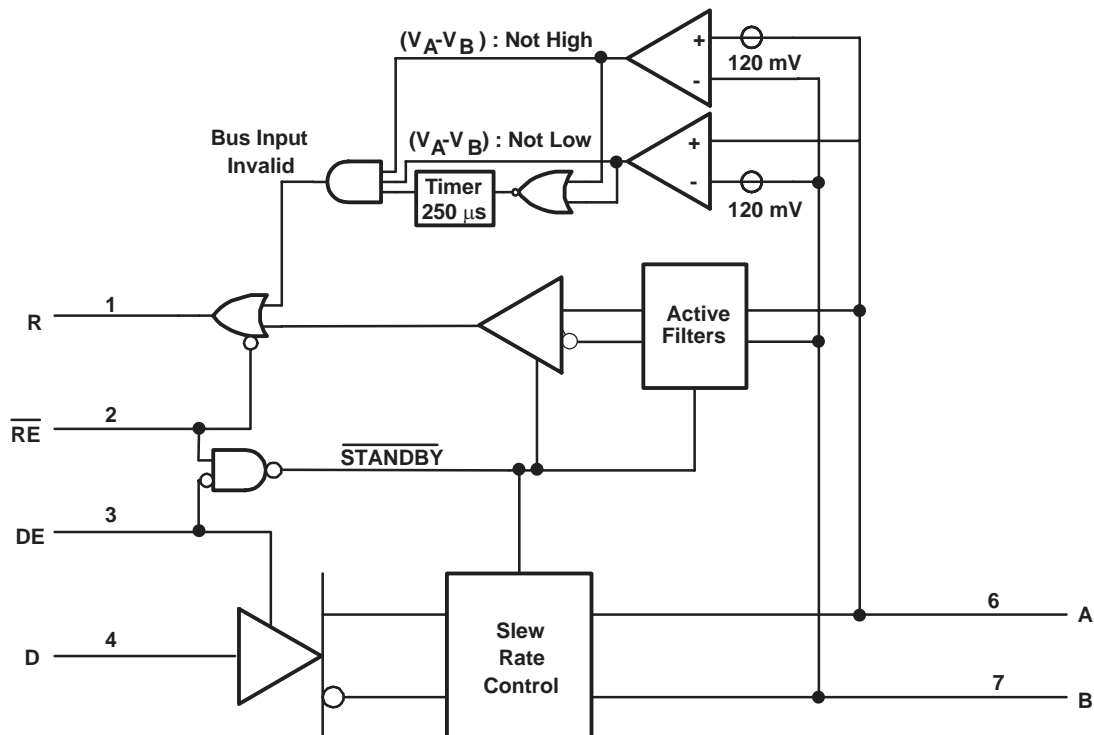 (VA-VB) : Not High
+
-
120 mV
Bus Input
Invalid
(VA-VB) : Not Low
+
-
120 mV
Timer
250 μs
R
1
Active
Filters
RE
2
STANDBY
DE
3
D
4
Slew
Rate
Control
6
A
7
B